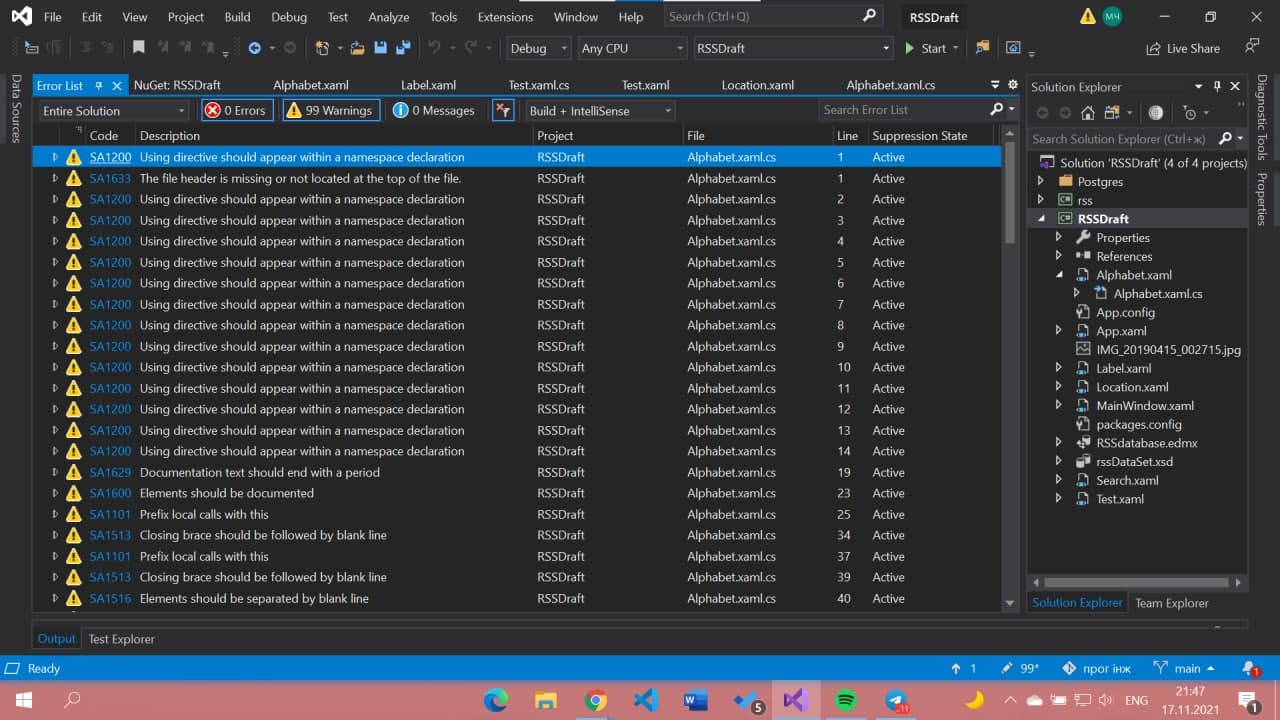 File Edit View Project Build Debug Test Analyze Tools Extensions Window Help Search (Ctrl+Q) RSSDraft МЧ
Debug Any CPU RSSDraft Start Live Share
Data Sources
Error List NuGet: RSSDraft Alphabet.xaml Label.xaml Test.xaml.cs Test.xaml Location.xaml Alphabet.xaml.cs
Entire Solution 0 Errors 99 Warnings 0 Messages Build + IntelliSense Search Error List
Code Description Project File Line Suppression State
SA1200 Using directive should appear within a namespace declaration RSSDraft Alphabet.xaml.cs 1 Active
SA1633 The file header is missing or not located at the top of the file. RSSDraft Alphabet.xaml.cs 1 Active
SA1200 Using directive should appear within a namespace declaration RSSDraft Alphabet.xaml.cs 2 Active
SA1200 Using directive should appear within a namespace declaration RSSDraft Alphabet.xaml.cs 3 Active
SA1200 Using directive should appear within a namespace declaration RSSDraft Alphabet.xaml.cs 4 Active
SA1200 Using directive should appear within a namespace declaration RSSDraft Alphabet.xaml.cs 5 Active
SA1200 Using directive should appear within a namespace declaration RSSDraft Alphabet.xaml.cs 6 Active
SA1200 Using directive should appear within a namespace declaration RSSDraft Alphabet.xaml.cs 7 Active
SA1200 Using directive should appear within a namespace declaration RSSDraft Alphabet.xaml.cs 8 Active
SA1200 Using directive should appear within a namespace declaration RSSDraft Alphabet.xaml.cs 9 Active
SA1200 Using directive should appear within a namespace declaration RSSDraft Alphabet.xaml.cs 10 Active
SA1200 Using directive should appear within a namespace declaration RSSDraft Alphabet.xaml.cs 11 Active
SA1200 Using directive should appear within a namespace declaration RSSDraft Alphabet.xaml.cs 12 Active
SA1200 Using directive should appear within a namespace declaration RSSDraft Alphabet.xaml.cs 13 Active
SA1200 Using directive should appear within a namespace declaration RSSDraft Alphabet.xaml.cs 14 Active
SA1629 Documentation text should end with a period RSSDraft Alphabet.xaml.cs 19 Active
SA1600 Elements should be documented RSSDraft Alphabet.xaml.cs 23 Active
SA1101 Prefix local calls with this RSSDraft Alphabet.xaml.cs 25 Active
SA1513 Closing brace should be followed by blank line RSSDraft Alphabet.xaml.cs 34 Active
SA1101 Prefix local calls with this RSSDraft Alphabet.xaml.cs 37 Active
SA1513 Closing brace should be followed by blank line RSSDraft Alphabet.xaml.cs 39 Active
SA1516 Elements should be separated by blank line RSSDraft Alphabet.xaml.cs 40 Active
Solution Explorer
Search Solution Explorer (Ctrl+ж)
Solution 'RSSDraft' (4 of 4 projects)
Postgres
rss
RSSDraft
Properties
References
Alphabet.xaml
Alphabet.xaml.cs
App.config
App.xaml
IMG_20190415_002715.jpg
Label.xaml
Location.xaml
MainWindow.xaml
packages.config
RSSdatabase.edmx
rssDataSet.xsd
Search.xaml
Test.xaml
Solution Explorer Team Explorer
Diagnostic Tools
Properties
Output Test Explorer
Ready 1 99* прог інж main 1
5 11 ENG 21:47 1
17.11.2021